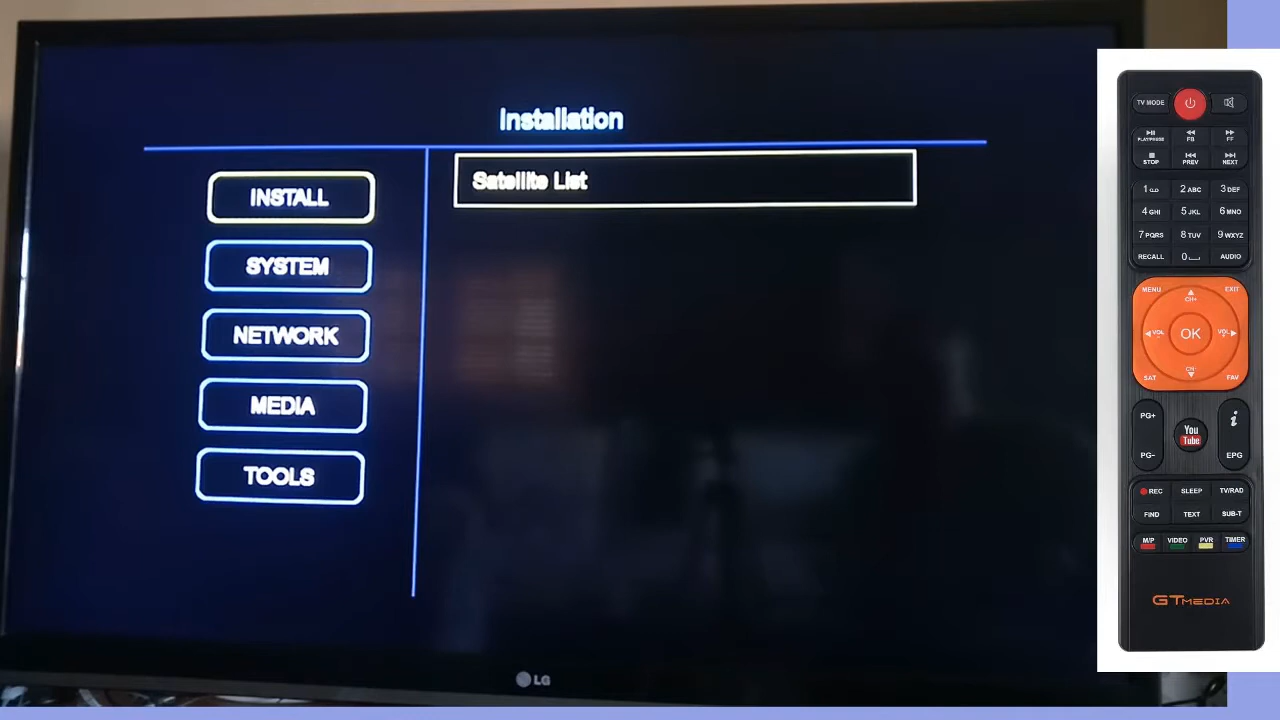 Installation
INSTALL
Satellite List
SYSTEM
NETWORK
MEDIA
TOOLS
LG
TV MODE
PLAY/PAUSE FB FF
STOP PREV NEXT
1 2 ABC 3 DEF
4 GHI 5 JKL 6 MNO
7 PQRS 8 TUV 9 WXYZ
RECALL 0 AUDIO
MENU EXIT
CH+
VOL - OK VOL +
CH-
SAT FAV
PG+ i
You
Tube
PG- EPG
REC SLEEP TV/RAD
FIND TEXT SUB-T
M/P VIDEO PVR TIMER
GTMEDIA